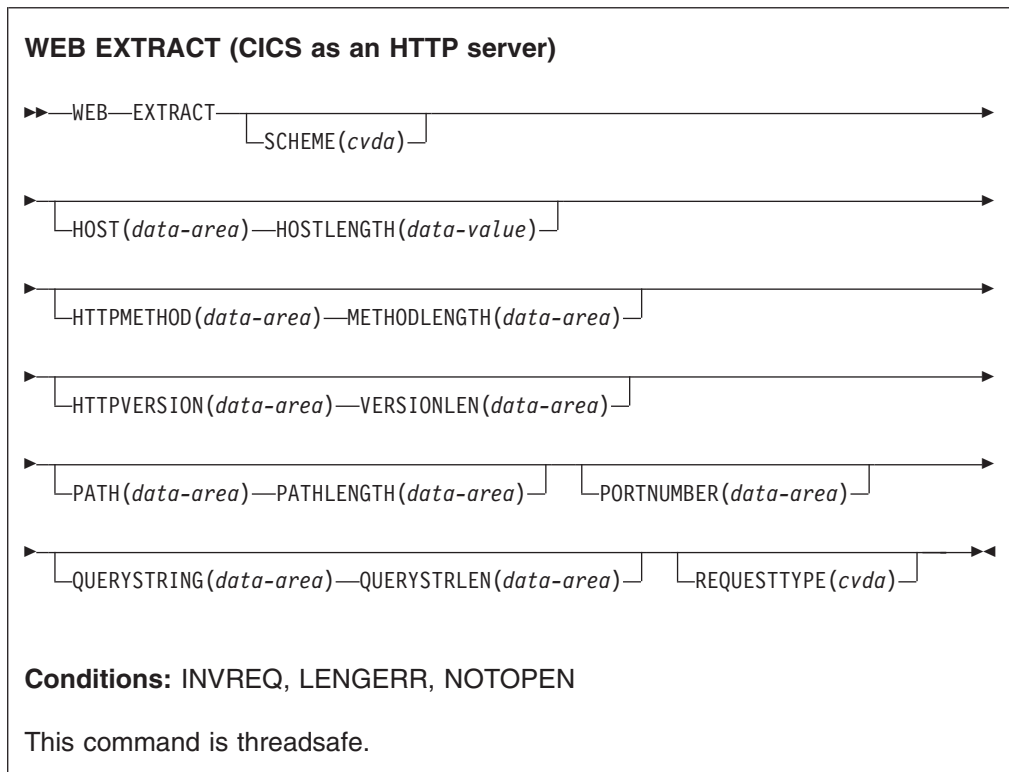 WEB EXTRACT (CICS as an HTTP server)
WEB EXTRACT
SCHEME(cvda)
HOST(data-area) HOSTLENGTH(data-value)
HTTPMETHOD(data-area) METHODLENGTH(data-area)
HTTPVERSION(data-area) VERSIONLEN(data-area)
PATH(data-area) PATHLENGTH(data-area) PORTNUMBER(data-area)
QUERYSTRING(data-area) QUERYSTRLEN(data-area) REQUESTTYPE(cvda)
Conditions: INVREQ, LENGERR, NOTOPEN
This command is threadsafe.